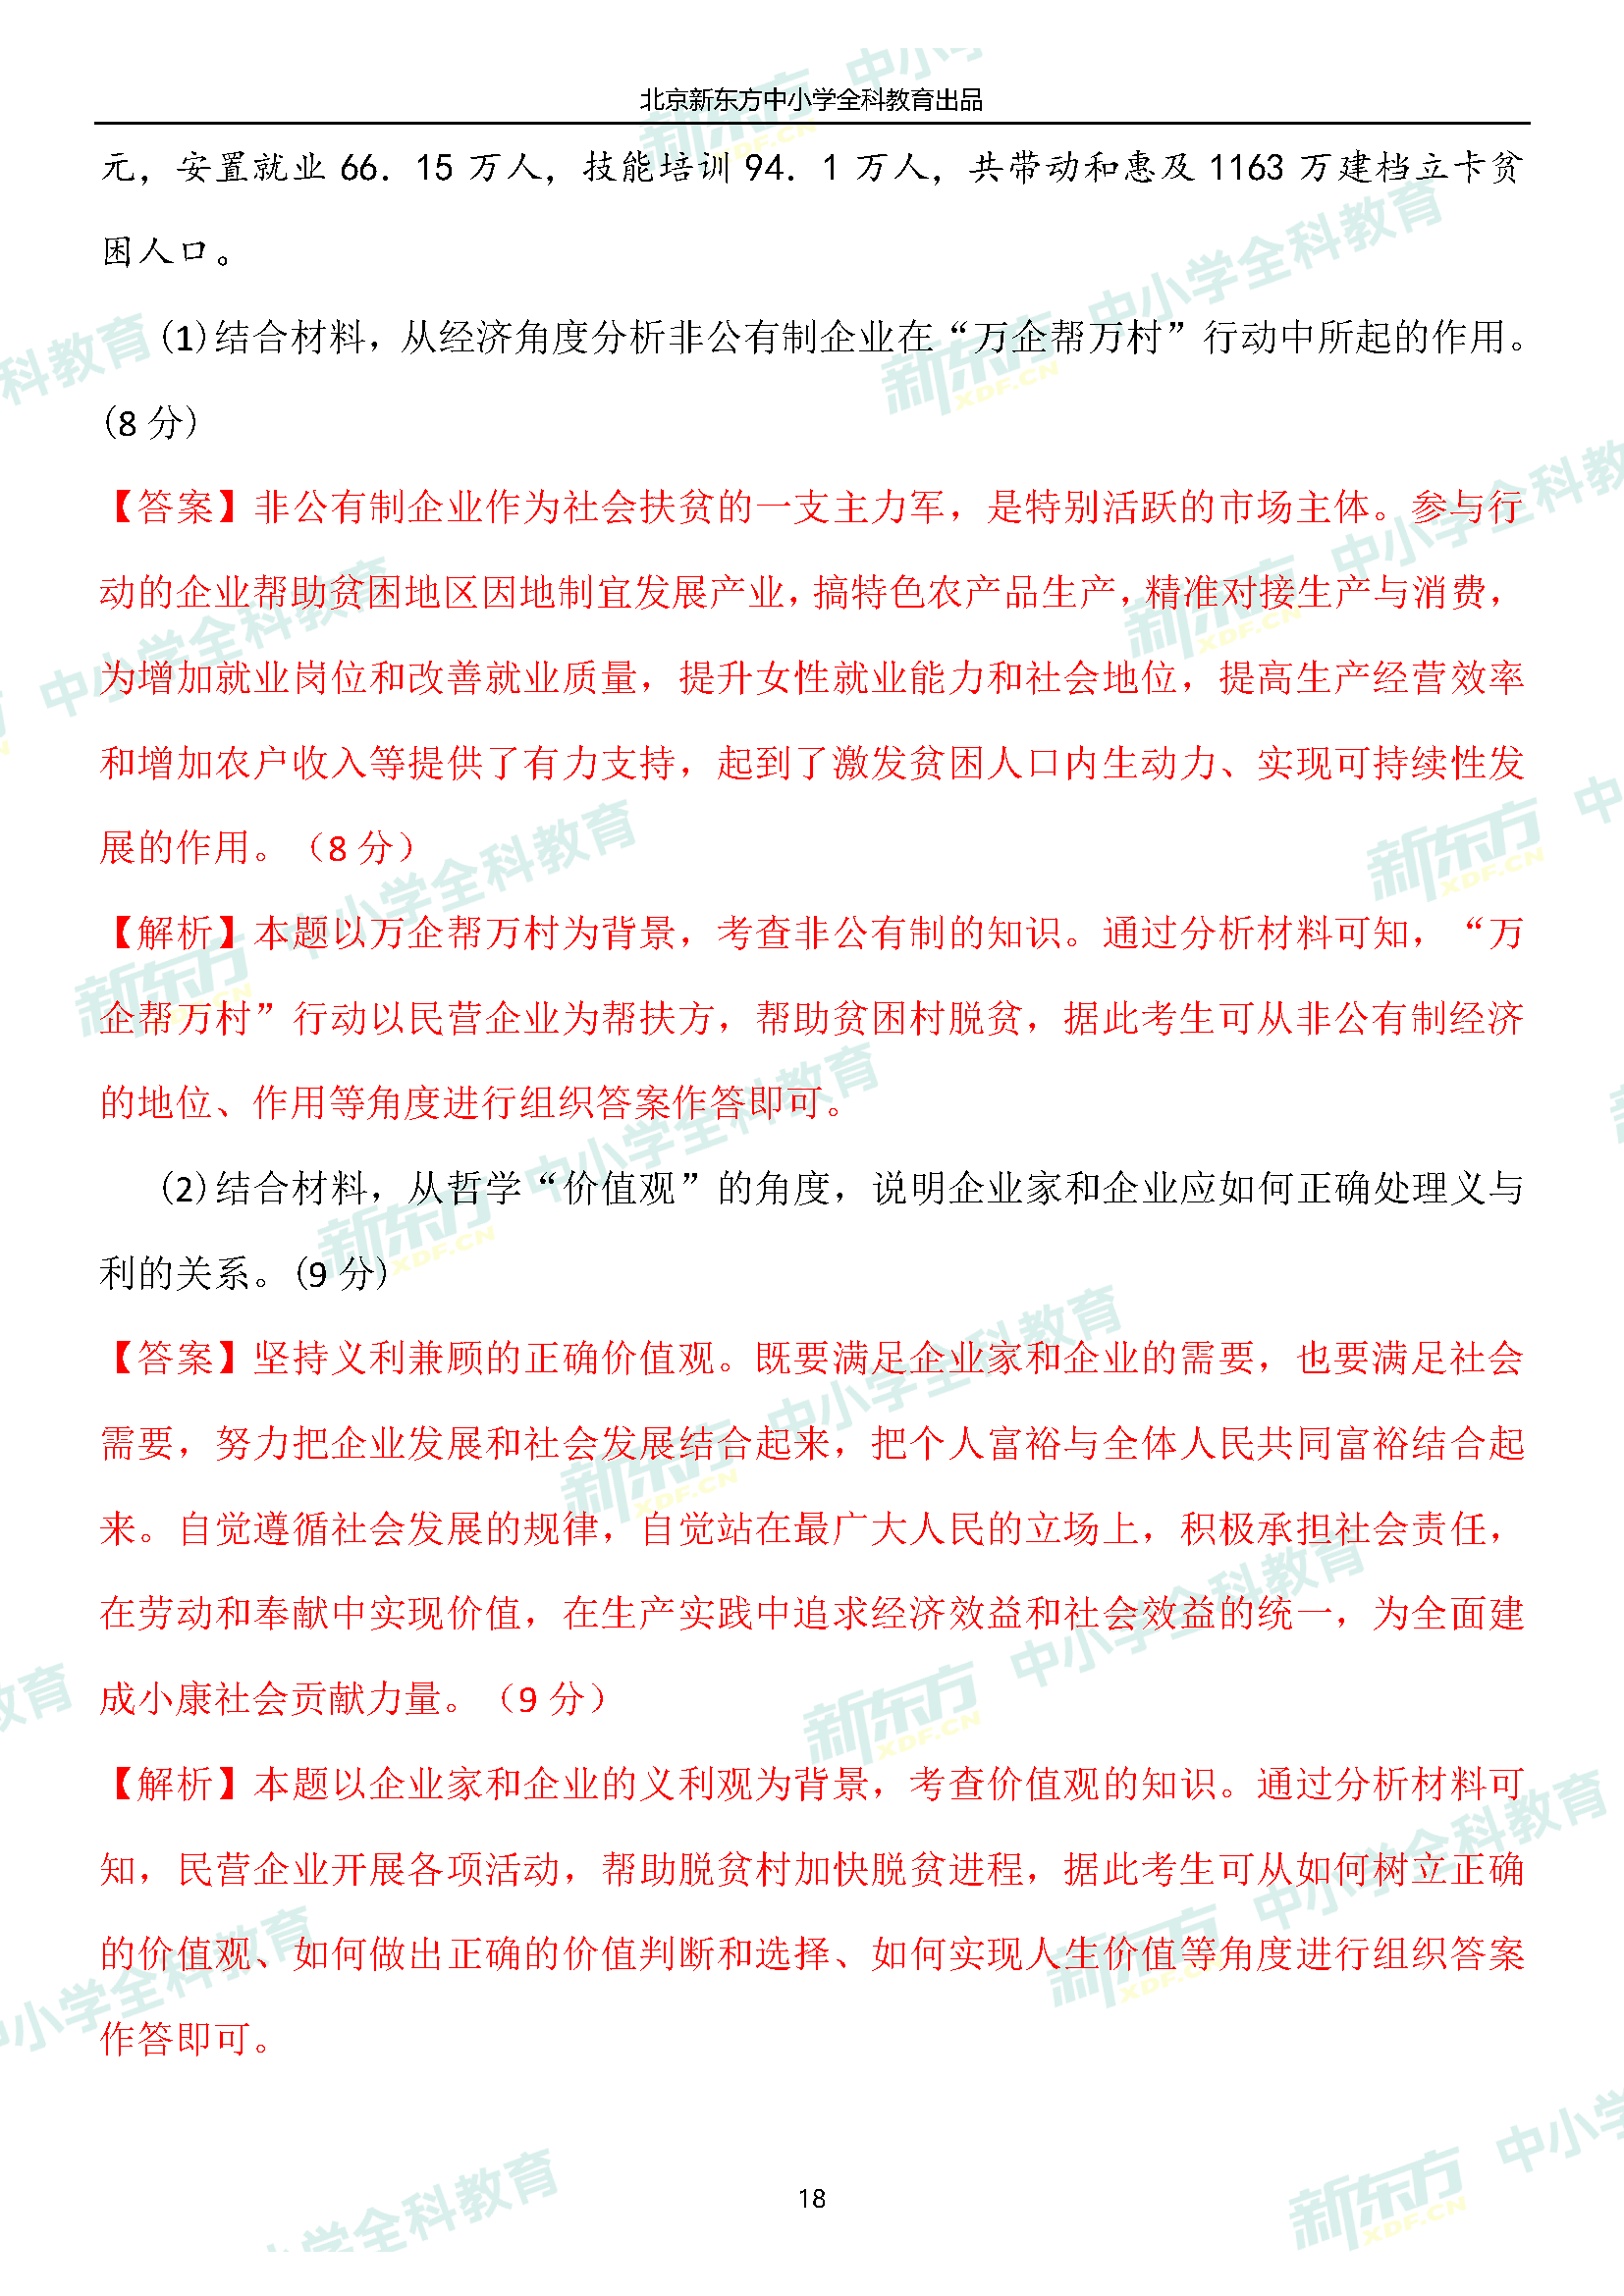 北京新东方中小学全科教育出品
元，安置就业 66．15 万人，技能培训 94．1 万人，共带动和惠及 1163 万建档立卡贫
困人口。
(1)结合材料，从经济角度分析非公有制企业在“万企帮万村”行动中所起的作用。
(8 分)
【答案】非公有制企业作为社会扶贫的一支主力军，是特别活跃的市场主体。参与行
动的企业帮助贫困地区因地制宜发展产业，搞特色农产品生产，精准对接生产与消费，
为增加就业岗位和改善就业质量，提升女性就业能力和社会地位，提高生产经营效率
和增加农户收入等提供了有力支持，起到了激发贫困人口内生动力、实现可持续性发
展的作用。（8 分）
【解析】本题以万企帮万村为背景，考查非公有制的知识。通过分析材料可知，“万
企帮万村”行动以民营企业为帮扶方，帮助贫困村脱贫，据此考生可从非公有制经济
的地位、作用等角度进行组织答案作答即可。
(2)结合材料，从哲学“价值观”的角度，说明企业家和企业应如何正确处理义与
利的关系。(9 分)
【答案】坚持义利兼顾的正确价值观。既要满足企业家和企业的需要，也要满足社会
需要，努力把企业发展和社会发展结合起来，把个人富裕与全体人民共同富裕结合起
来。自觉遵循社会发展的规律，自觉站在最广大人民的立场上，积极承担社会责任，
在劳动和奉献中实现价值，在生产实践中追求经济效益和社会效益的统一，为全面建
成小康社会贡献力量。（9 分）
【解析】本题以企业家和企业的义利观为背景，考查价值观的知识。通过分析材料可
知，民营企业开展各项活动，帮助脱贫村加快脱贫进程，据此考生可从如何树立正确
的价值观、如何做出正确的价值判断和选择、如何实现人生价值等角度进行组织答案
作答即可。
18